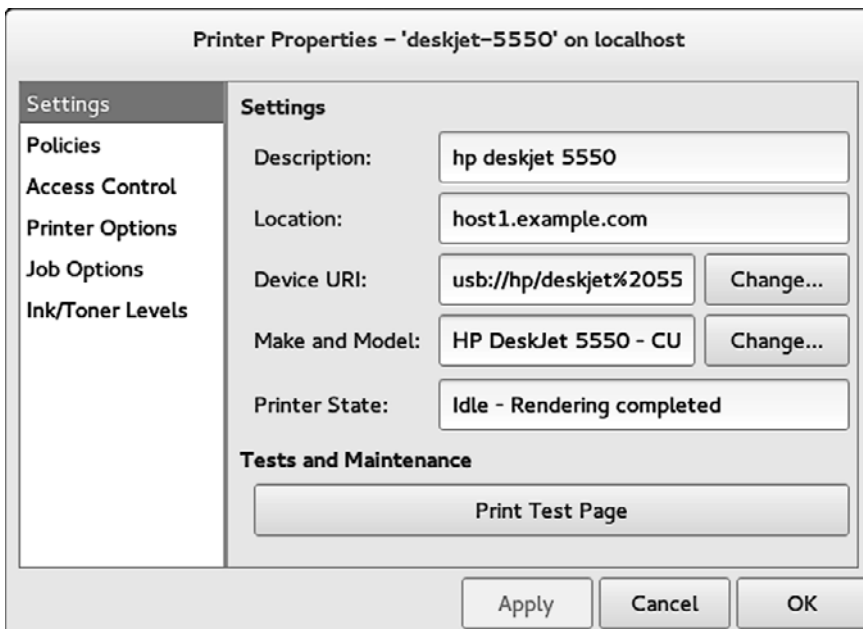 Printer Properties – 'deskjet-5550' on localhost
Settings
Policies
Access Control
Printer Options
Job Options
Ink/Toner Levels
Settings
Description: hp deskjet 5550
Location: host1.example.com
Device URI: usb://hp/deskjet%2055 Change...
Make and Model: HP DeskJet 5550 - CU Change...
Printer State: Idle - Rendering completed
Tests and Maintenance
Print Test Page
Apply Cancel OK